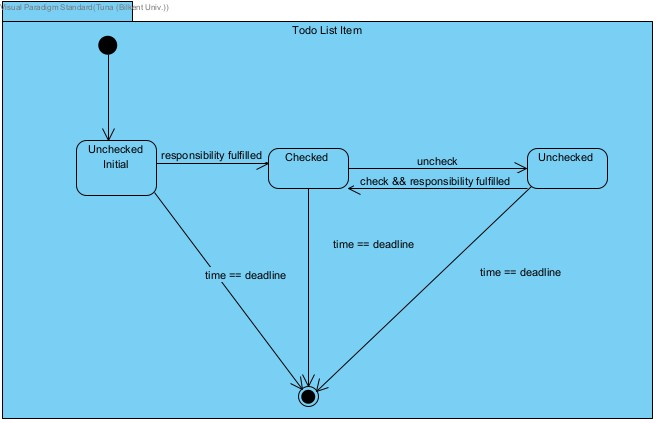 Visual Paradigm Standard(Tuna (Bilkent Univ.))
Todo List Item
Unchecked
Initial
responsibility fulfilled
Checked
uncheck
Unchecked
check && responsibility fulfilled
time == deadline
time == deadline
time == deadline